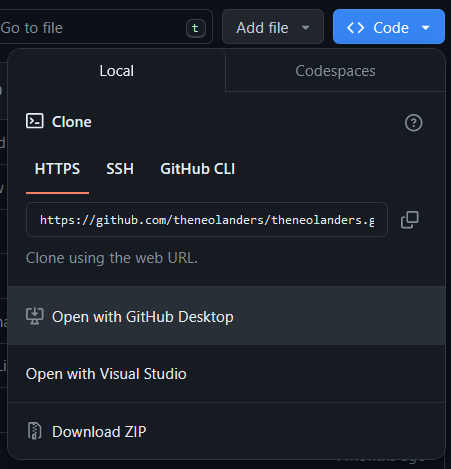 Go to file
t
Add file
Code
Local
Codespaces
Clone
HTTPS
SSH
GitHub CLI
https://github.com/theneolanders/theneolanders.g
Clone using the web URL.
Open with GitHub Desktop
Open with Visual Studio
Download ZIP